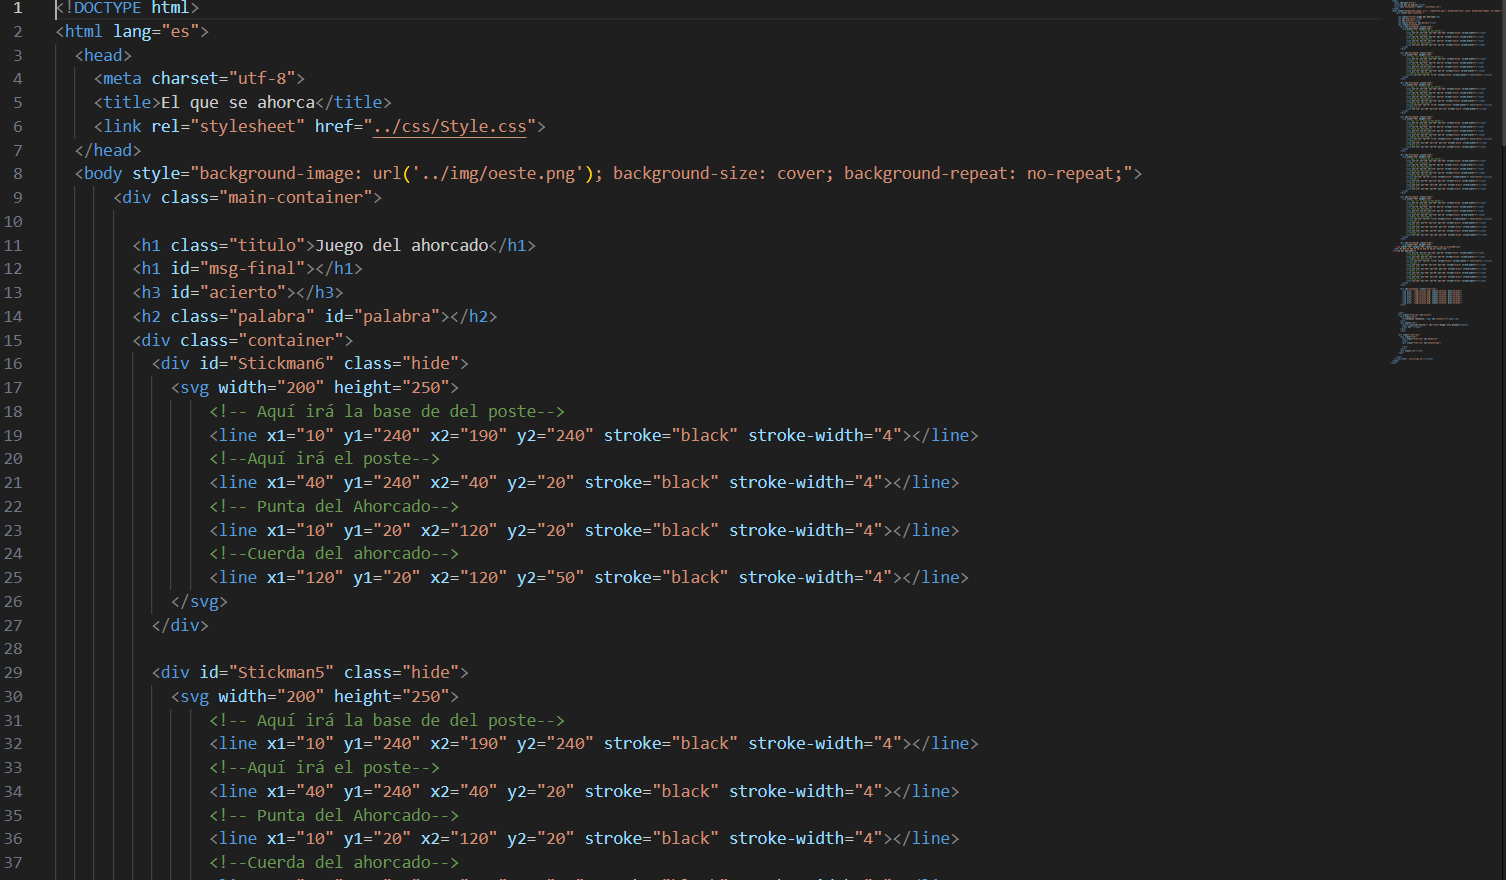 1 <!DOCTYPE html>
2 <html lang="es">
3 <head>
4 <meta charset="utf-8">
5 <title>El que se ahorca</title>
6 <link rel="stylesheet" href="../css/Style.css">
7 </head>
8 <body style="background-image: url('../img/oeste.png'); background-size: cover; background-repeat: no-repeat;">
9 <div class="main-container">
10
11 <h1 class="titulo">Juego del ahorcado</h1>
12 <h1 id="msg-final"></h1>
13 <h3 id="acierto"></h3>
14 <h2 class="palabra" id="palabra"></h2>
15 <div class="container">
16 <div id="Stickman6" class="hide">
17 <svg width="200" height="250">
18 <!-- Aquí irá la base de del poste-->
19 <line x1="10" y1="240" x2="190" y2="240" stroke="black" stroke-width="4"></line>
20 <!--Aquí irá el poste-->
21 <line x1="40" y1="240" x2="40" y2="20" stroke="black" stroke-width="4"></line>
22 <!-- Punta del Ahorcado-->
23 <line x1="10" y1="20" x2="120" y2="20" stroke="black" stroke-width="4"></line>
24 <!--Cuerda del ahorcado-->
25 <line x1="120" y1="20" x2="120" y2="50" stroke="black" stroke-width="4"></line>
26 </svg>
27 </div>
28
29 <div id="Stickman5" class="hide">
30 <svg width="200" height="250">
31 <!-- Aquí irá la base de del poste-->
32 <line x1="10" y1="240" x2="190" y2="240" stroke="black" stroke-width="4"></line>
33 <!--Aquí irá el poste-->
34 <line x1="40" y1="240" x2="40" y2="20" stroke="black" stroke-width="4"></line>
35 <!-- Punta del Ahorcado-->
36 <line x1="10" y1="20" x2="120" y2="20" stroke="black" stroke-width="4"></line>
37 <!--Cuerda del ahorcado-->